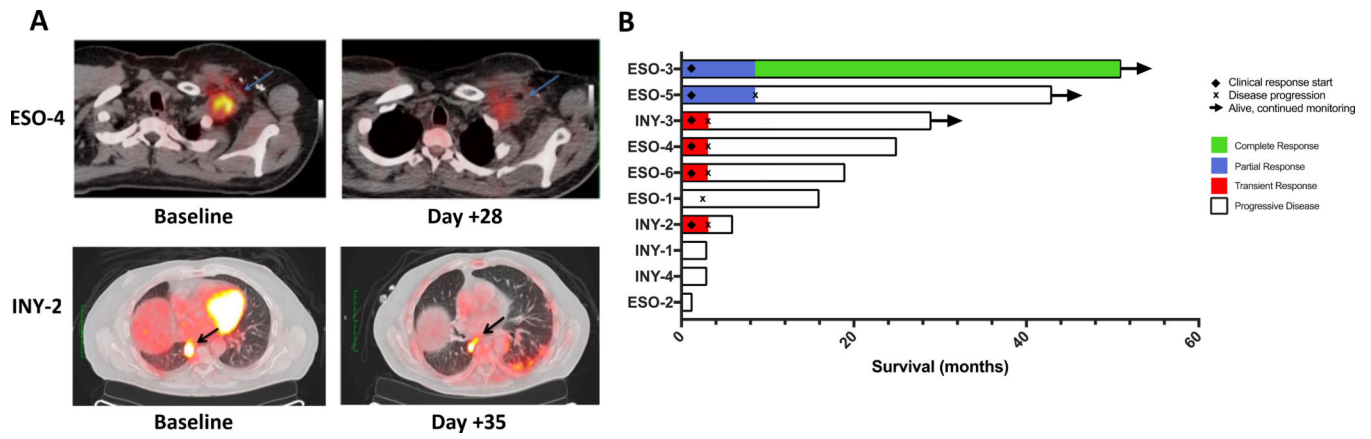 A
ESO-4
Baseline
Day +28
INY-2
Baseline
Day +35
B
ESO-3
ESO-5
INY-3
ESO-4
ESO-6
ESO-1
INY-2
INY-1
INY-4
ESO-2
0
20
40
60
Survival (months)
Clinical response start
x Disease progression
Alive, continued monitoring
Complete Response
Partial Response
Transient Response
Progressive Disease